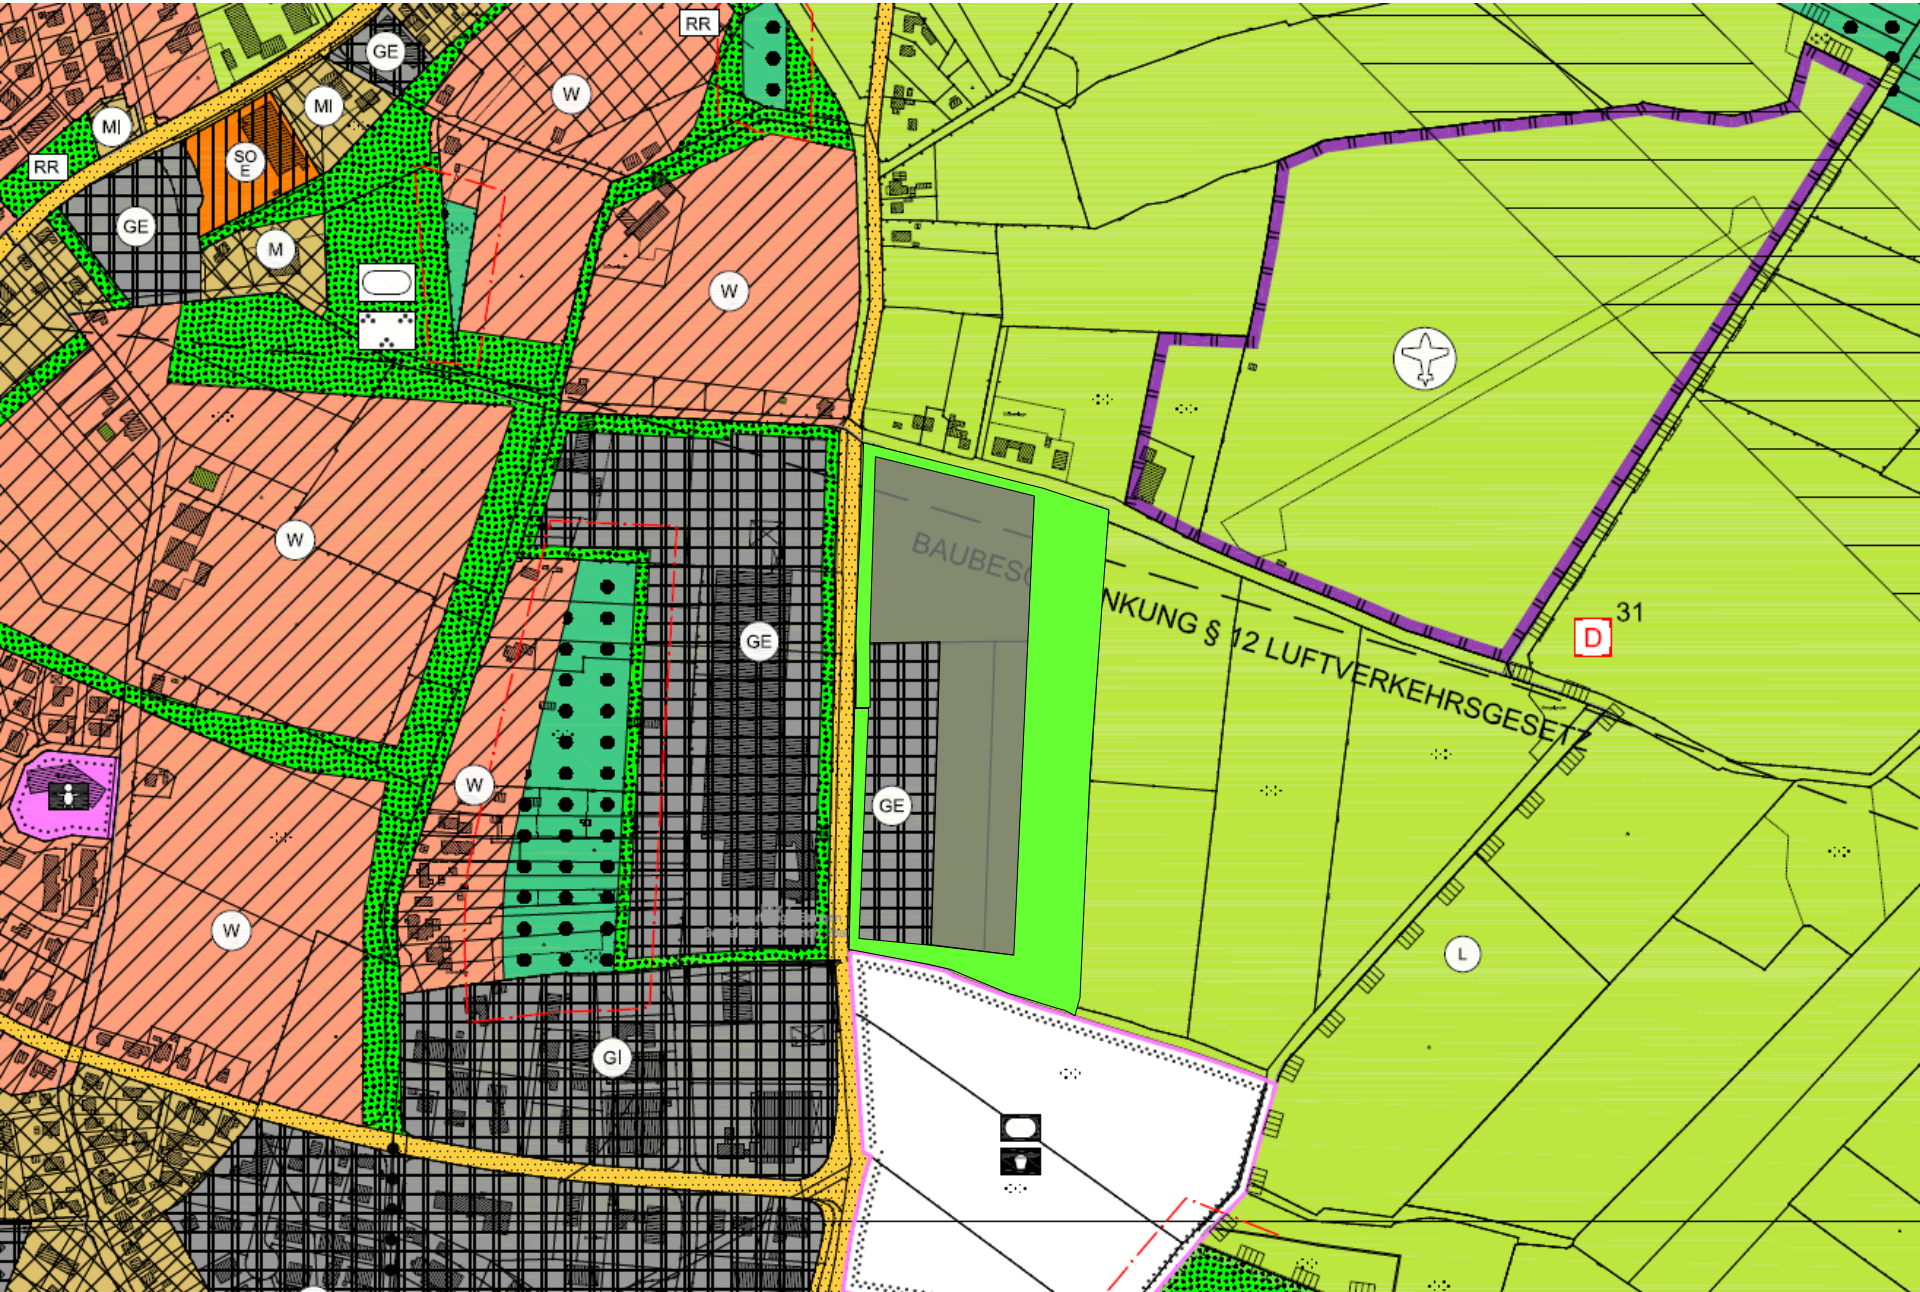 RR
GE
W
MI
MI
SO
E
RR
GE
M
W
W
BAUBESC
NKUNG § 12 LUFTVERKEHRSGESETZ
31
D
GE
W
GE
W
L
GI